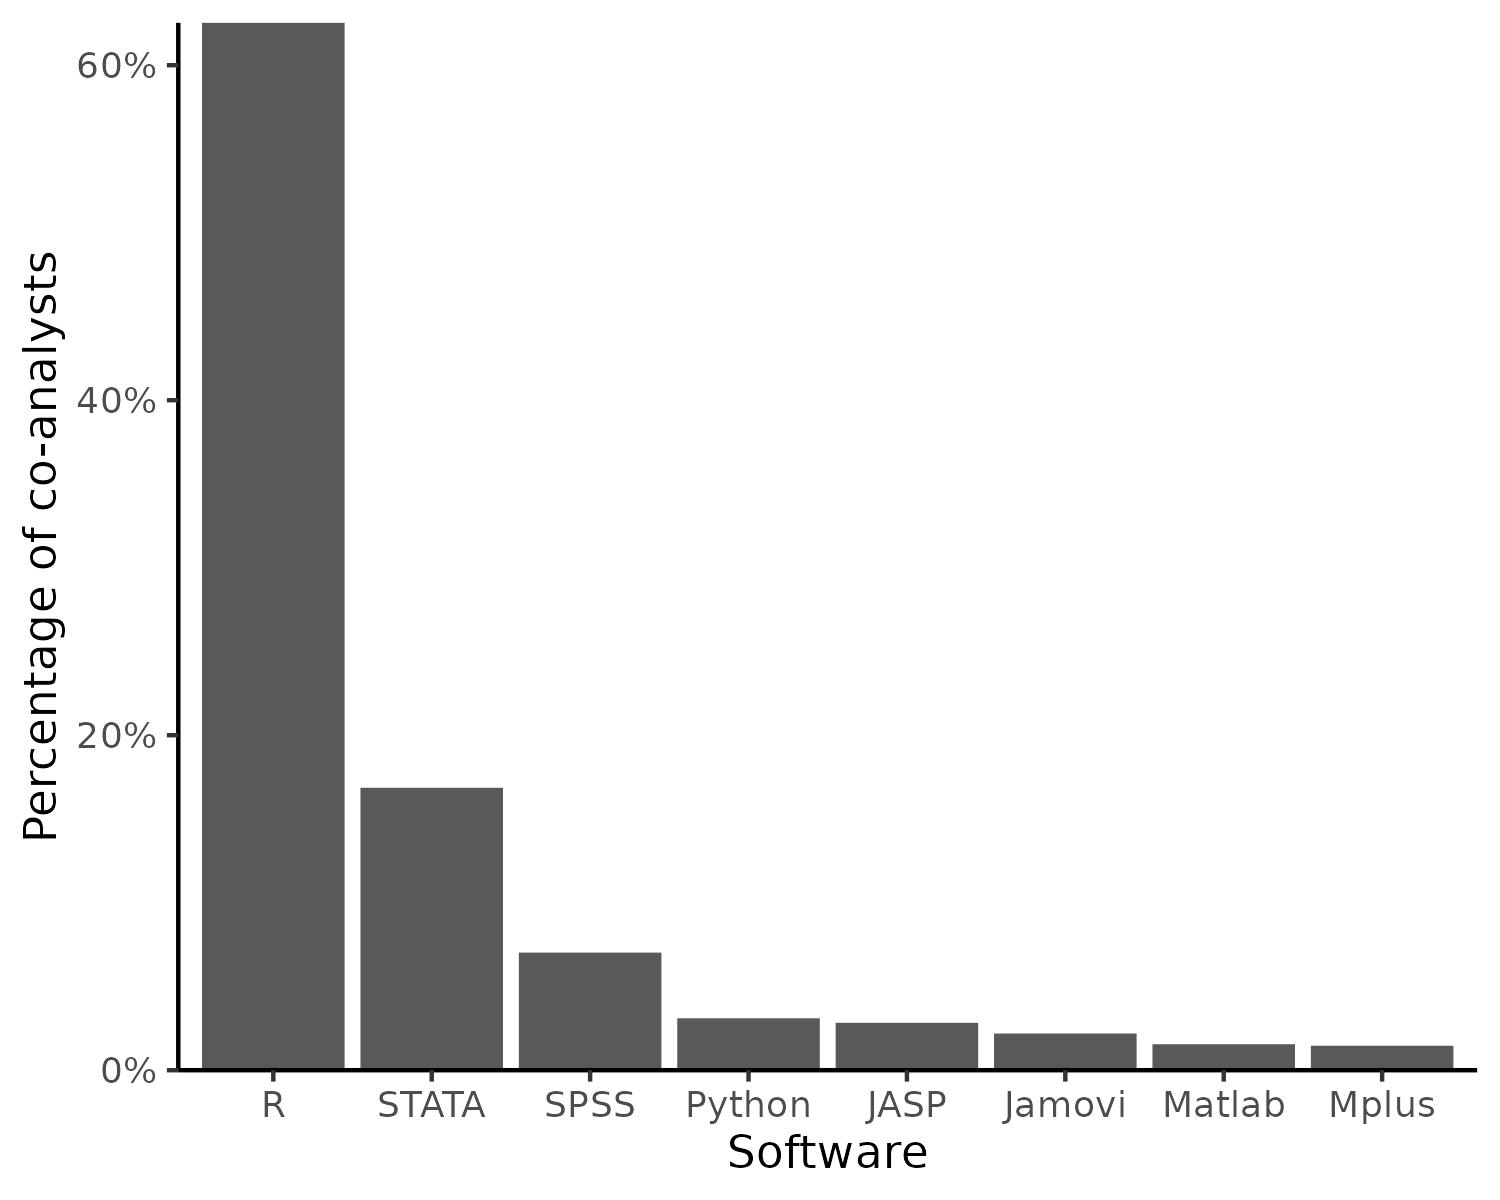 Percentage of co-analysts
60%
40%
20%
0%
R STATA SPSS Python JASP Jamovi Matlab Mplus
Software